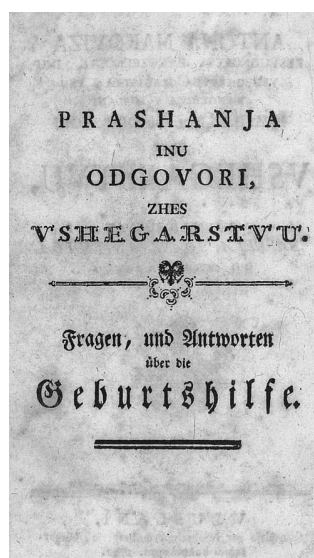 PRASHANJA
INU
ODGOVORI,
ZHES
VSHEGARSTVU.
Fragen, und Antworten
über die
Geburtshilfe.